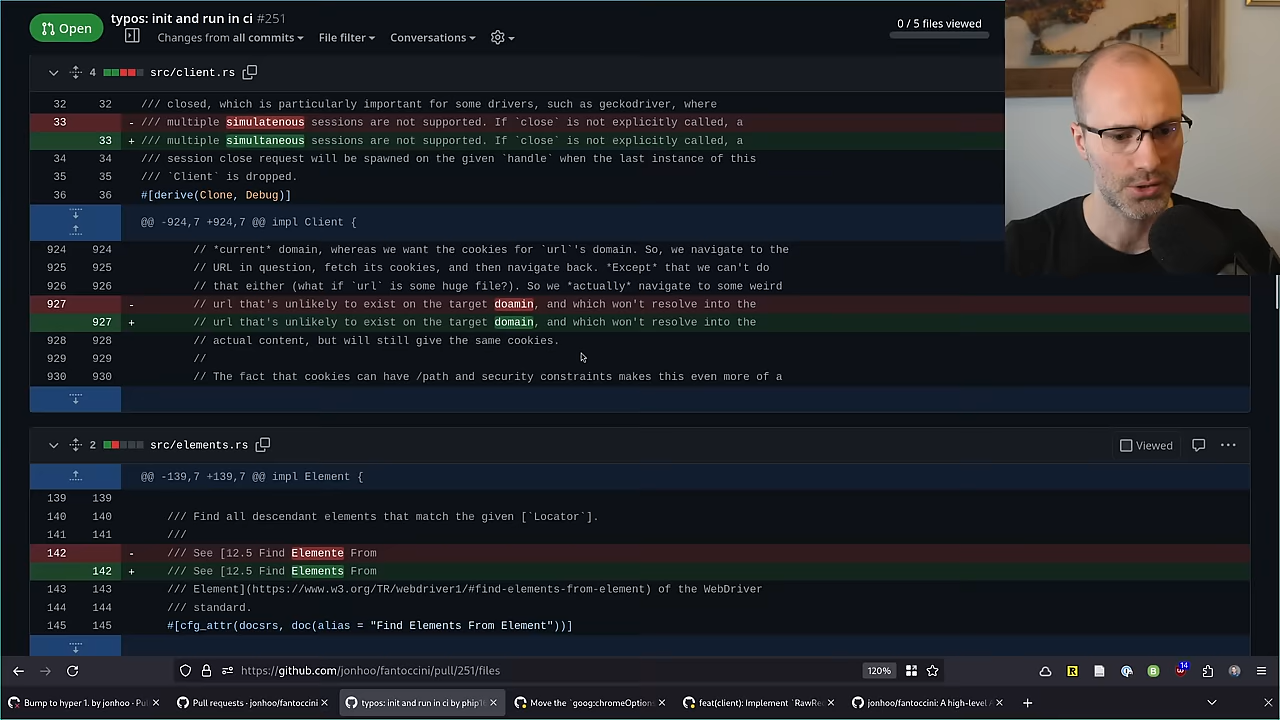 Open
typos: init and run in ci #251
Changes from all commits
File filter
Conversations
0 / 5 files viewed
4 src/client.rs
32 32 /// closed, which is particularly important for some drivers, such as geckodriver, where
33 - /// multiple simulatenous sessions are not supported. If `close` is not explicitly called, a
33 + /// multiple simultaneous sessions are not supported. If `close` is not explicitly called, a
34 34 /// session close request will be spawned on the given `handle` when the last instance of this
35 35 /// `Client` is dropped.
36 36 #[derive(Clone, Debug)]
@@ -924,7 +924,7 @@ impl Client {
924 924 // *current* domain, whereas we want the cookies for `url`'s domain. So, we navigate to the
925 925 // URL in question, fetch its cookies, and then navigate back. *Except* that we can't do
926 926 // that either (what if `url` is some huge file?). So we *actually* navigate to some weird
927 - // url that's unlikely to exist on the target doamin, and which won't resolve into the
927 + // url that's unlikely to exist on the target domain, and which won't resolve into the
928 928 // actual content, but will still give the same cookies.
929 929 //
930 930 // The fact that cookies can have /path and security constraints makes this even more of a
2 src/elements.rs
Viewed
@@ -139,7 +139,7 @@ impl Element {
139 139
140 140 /// Find all descendant elements that match the given [`Locator`].
141 141 ///
142 - /// See [12.5 Find Elemente From
142 + /// See [12.5 Find Elements From
143 143 /// Element](https://www.w3.org/TR/webdriver1/#find-elements-from-element) of the WebDriver
144 144 /// standard.
145 145 #[cfg_attr(docsrs, doc(alias = "Find Elements From Element"))]
https://github.com/jonhoo/fantoccini/pull/251/files
120%
14
Bump to hyper 1. by jonhoo · Pul
Pull requests · jonhoo/fantoccini
typos: init and run in ci by phip1
Move the `goog:chromeOption
feat(client): Implement `RawRec
jonhoo/fantoccini: A high-level A